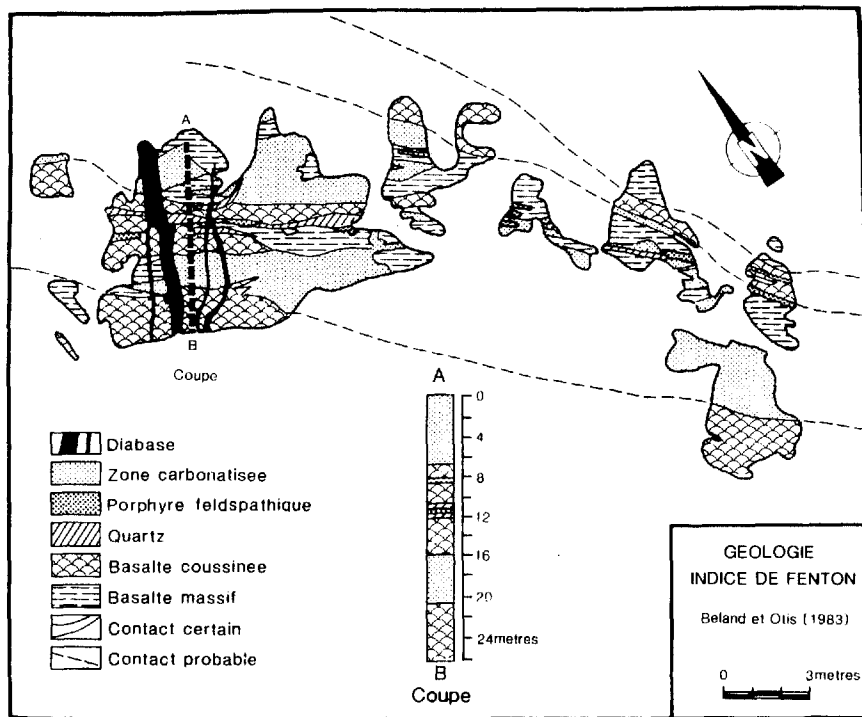 A
B
Coupe
A
0
4
8
12
16
20
24metres
B
Coupe
Diabase
Zone carbonatisee
Porphyre feldspathique
Quartz
Basalte coussinee
Basalte massif
Contact certain
Contact probable
GEOLOGIE
INDICE DE FENTON
Beland et Otis (1983)
0 3metres